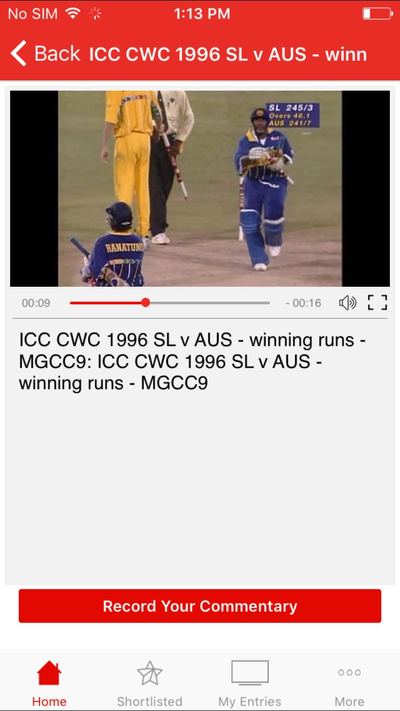 No SIM 1:13 PM
Back ICC CWC 1996 SL v AUS - winn
SL 245/3
Overs 46.1
AUS 241/7
RANATUNGA
00:09 - 00:16
ICC CWC 1996 SL v AUS - winning runs -
MGCC9: ICC CWC 1996 SL v AUS -
winning runs - MGCC9
Record Your Commentary
Home Shortlisted My Entries More